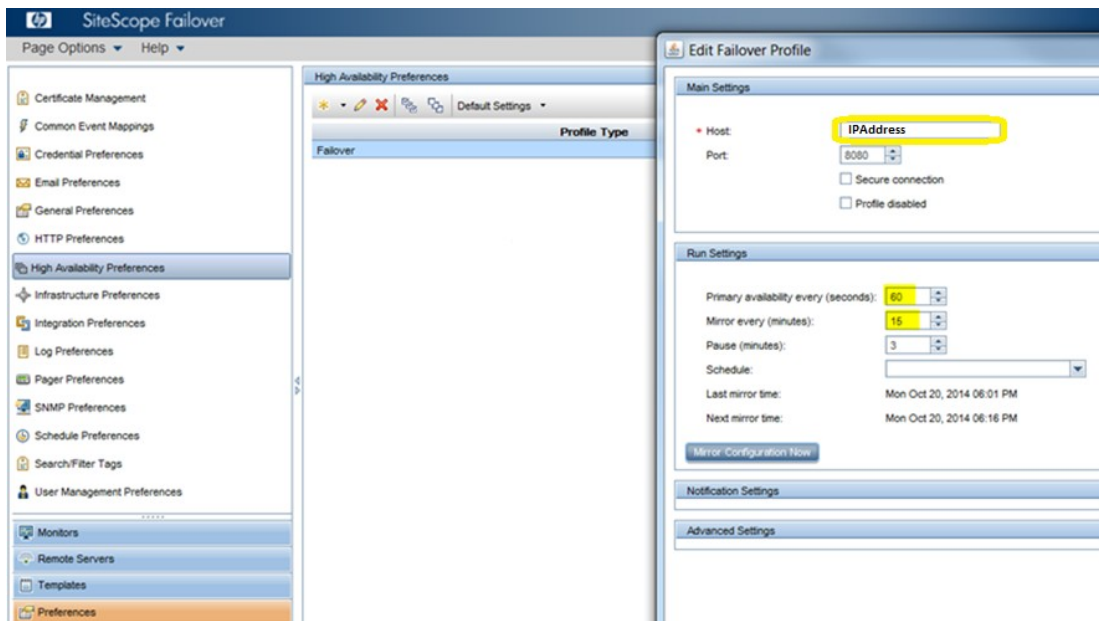 hp SiteScope Failover
Page Options Help
Certificate Management
Common Event Mappings
Credential Preferences
Email Preferences
General Preferences
HTTP Preferences
High Availability Preferences
Infrastructure Preferences
Integration Preferences
Log Preferences
Pager Preferences
SNMP Preferences
Schedule Preferences
Search/Filter Tags
User Management Preferences
Monitors
Remote Servers
Templates
Preferences
High Availability Preferences
Default Settings
Profile Type
Failover
Edit Failover Profile
Main Settings
* Host: IPAddress
Port: 8080
Secure connection
Profile disabled
Run Settings
Primary availability every (seconds): 60
Mirror every (minutes): 15
Pause (minutes): 3
Schedule:
Last mirror time: Mon Oct 20, 2014 06:01 PM
Next mirror time: Mon Oct 20, 2014 06:16 PM
Mirror Configuration Now
Notification Settings
Advanced Settings